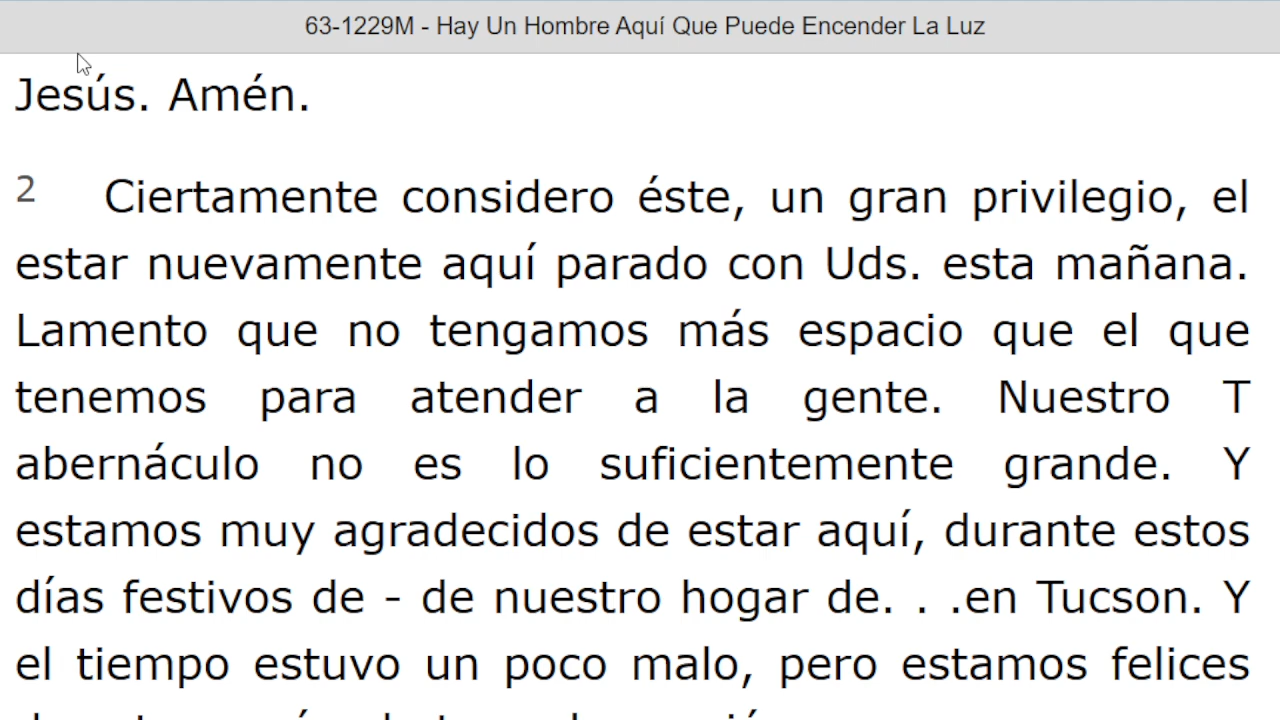 63-1229M - Hay Un Hombre Aquí Que Puede Encender La Luz
Jesús. Amén.
2 Ciertamente considero éste, un gran privilegio, el
estar nuevamente aquí parado con Uds. esta mañana.
Lamento que no tengamos más espacio que el que
tenemos para atender a la gente. Nuestro T
abernáculo no es lo suficientemente grande. Y
estamos muy agradecidos de estar aquí, durante estos
días festivos de - de nuestro hogar de. . .en Tucson. Y
el tiempo estuvo un poco malo, pero estamos felices